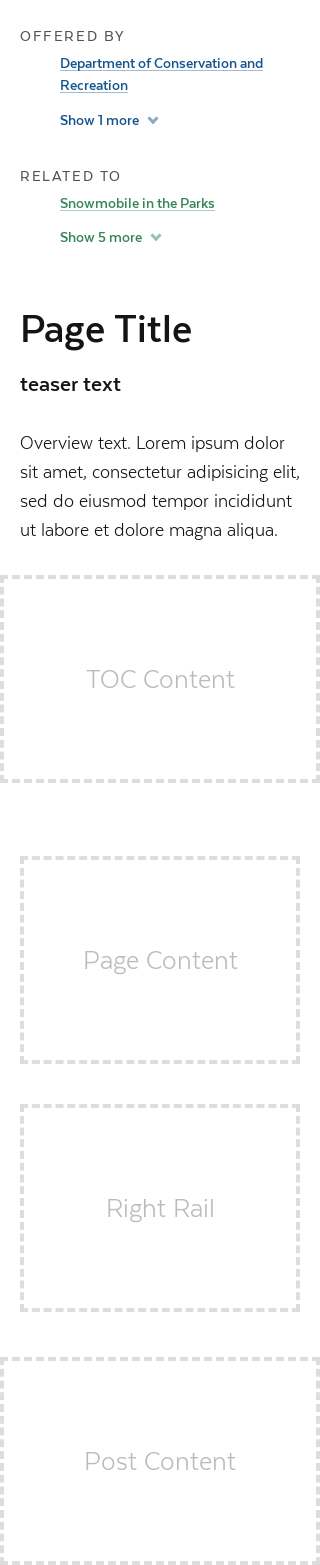 OFFERED BY
Department of Conservation and
Recreation
Show 1 more
RELATED TO
Snowmobile in the Parks
Show 5 more
Page Title
teaser text
Overview text. Lorem ipsum dolor
sit amet, consectetur adipisicing elit,
sed do eiusmod tempor incididunt
ut labore et dolore magna aliqua.
TOC Content
Page Content
Right Rail
Post Content